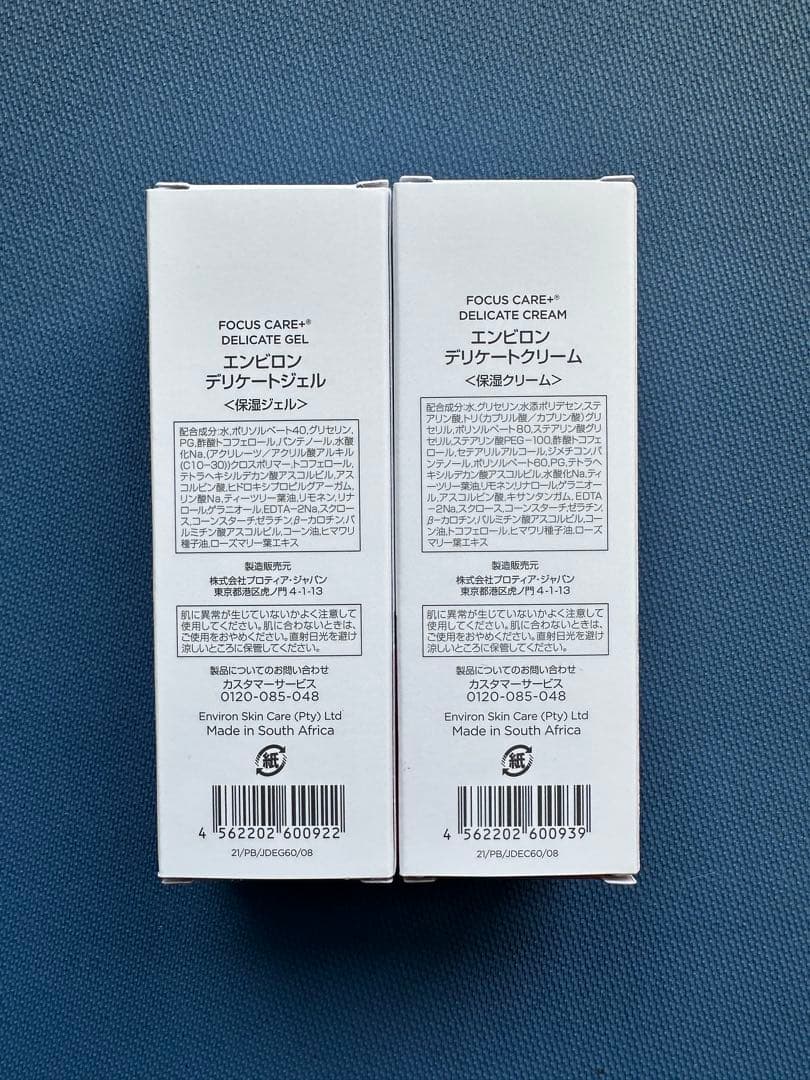 FOCUS CARE+®
DELICATE GEL
エンビロン
デリケートジェル
＜保湿ジェル＞
配合成分:水,ポリソルベート40,グリセリン,
PG,酢酸トコフェロール,パンテノール,水酸
化Na,(アクリレーツ/アクリル酸アルキル
(C10-30))クロスポリマー,トコフェロール,
テトラヘキシルデカン酸アスコルビル,アス
コルビン酸,ヒドロキシプロピルグアーガム,
リン酸Na,ティーツリー葉油,リモネン,リナ
ロールゲラニオール,EDTA-2Na,スクロー
ス,コーンスターチ,ゼラチン,β-カロチン,パ
ルミチン酸アスコルビル,コーン油,ヒマワリ
種子油,ローズマリー葉エキス
製造販売元
株式会社プロティア・ジャパン
東京都港区虎ノ門 4-1-13
肌に異常が生じていないかよく注意して
使用してください。肌に合わないときは、
ご使用をおやめください。直射日光を避け
涼しいところに保管してください。
製品についてのお問い合わせ
カスタマーサービス
0120-085-048
Environ Skin Care (Pty) Ltd
Made in South Africa
紙
4 562202 600922
21/PB/JDEG60/08
FOCUS CARE+®
DELICATE CREAM
エンビロン
デリケートクリーム
＜保湿クリーム＞
配合成分:水,グリセリン,水添ポリデセン,ステ
アリン酸,トリ(カプリル酸/カプリン酸)グリ
セリル,ポリソルベート80,ステアリン酸グリ
セリル,ステアリン酸PEG-100,酢酸トコフェ
ロール,セテアリルアルコール,ジメチコン,パ
ンテノール,ポリソルベート60,PG,テトラヘ
キシルデカン酸アスコルビル,水酸化Na,ティ
ーツリー葉油,リモネン,リナロールゲラニオー
ル,アスコルビン酸,キサンタンガム, EDTA
-2Na,スクロース,コーンスターチ,ゼラチン,
β-カロチン,パルミチン酸アスコルビル,コー
ン油,トコフェロール,ヒマワリ種子油,ローズ
マリー葉エキス
製造販売元
株式会社プロティア・ジャパン
東京都港区虎ノ門 4-1-13
肌に異常が生じていないかよく注意して
使用してください。肌に合わないときは、
ご使用をおやめください。直射日光を避け
涼しいところに保管してください。
製品についてのお問い合わせ
カスタマーサービス
0120-085-048
Environ Skin Care (Pty) Ltd
Made in South Africa
紙
4 562202 600939
21/PB/JDEC60/08